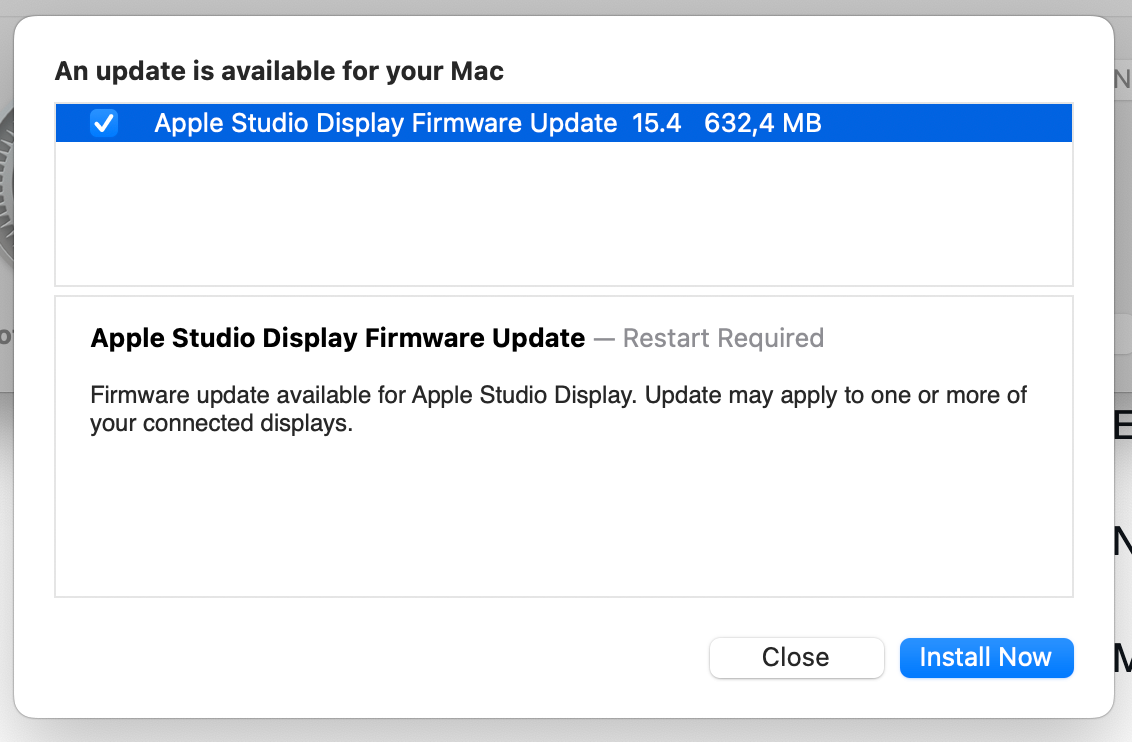 An update is available for your Mac
Apple Studio Display Firmware Update 15.4 632,4 MB
Apple Studio Display Firmware Update — Restart Required
Firmware update available for Apple Studio Display. Update may apply to one or more of
your connected displays.
Close
Install Now